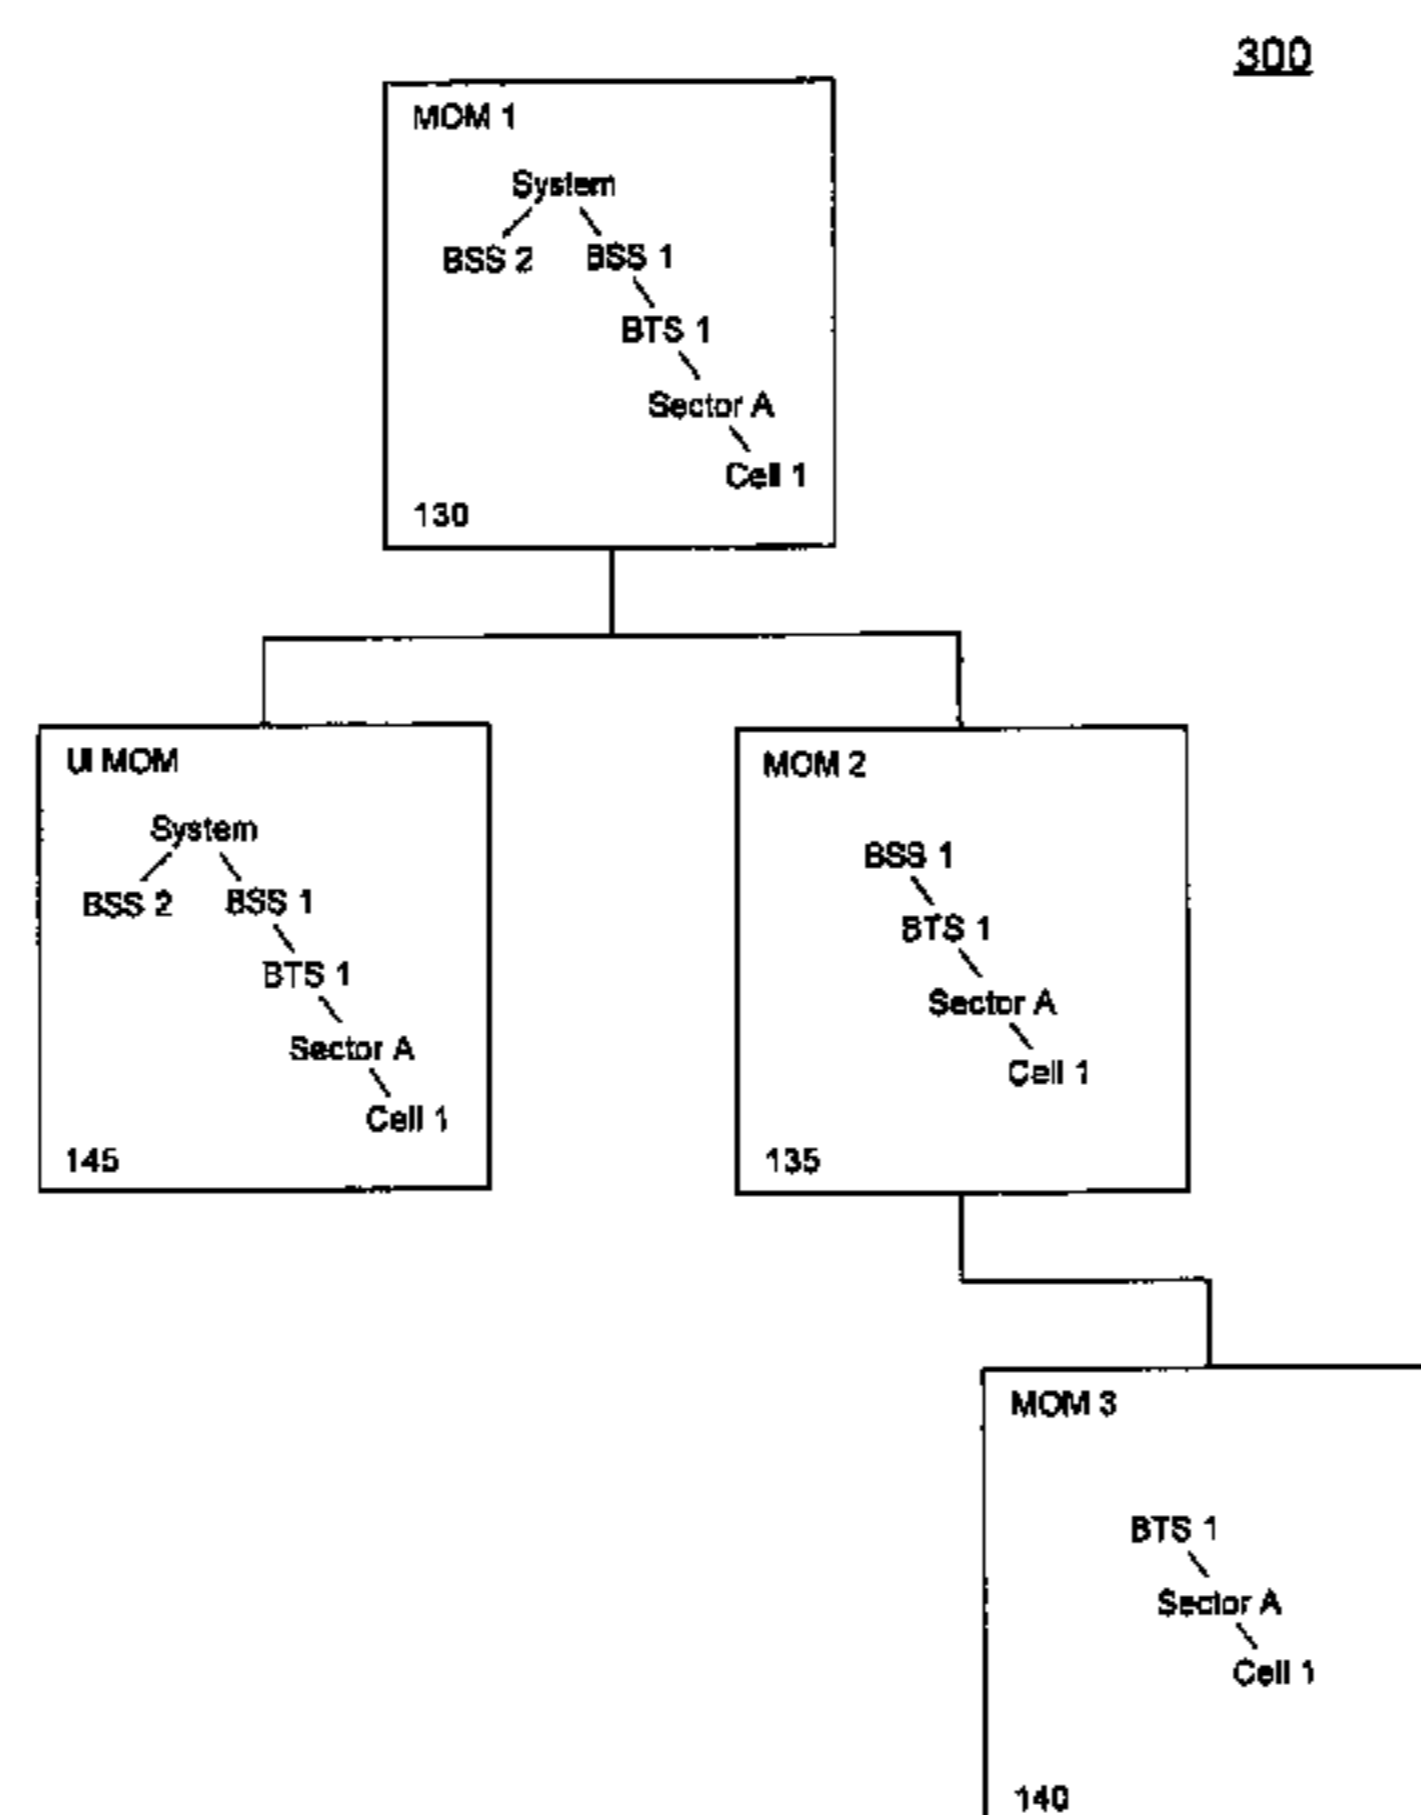 300
MOM 1
System
BSS 2 BSS 1
BTS 1
Sector A
Cell 1
130
UI MOM
System
BSS 2 BSS 1
BTS 1
Sector A
Cell 1
145
MOM 2
BSS 1
BTS 1
Sector A
Cell 1
135
MOM 3
BTS 1
Sector A
Cell 1
140